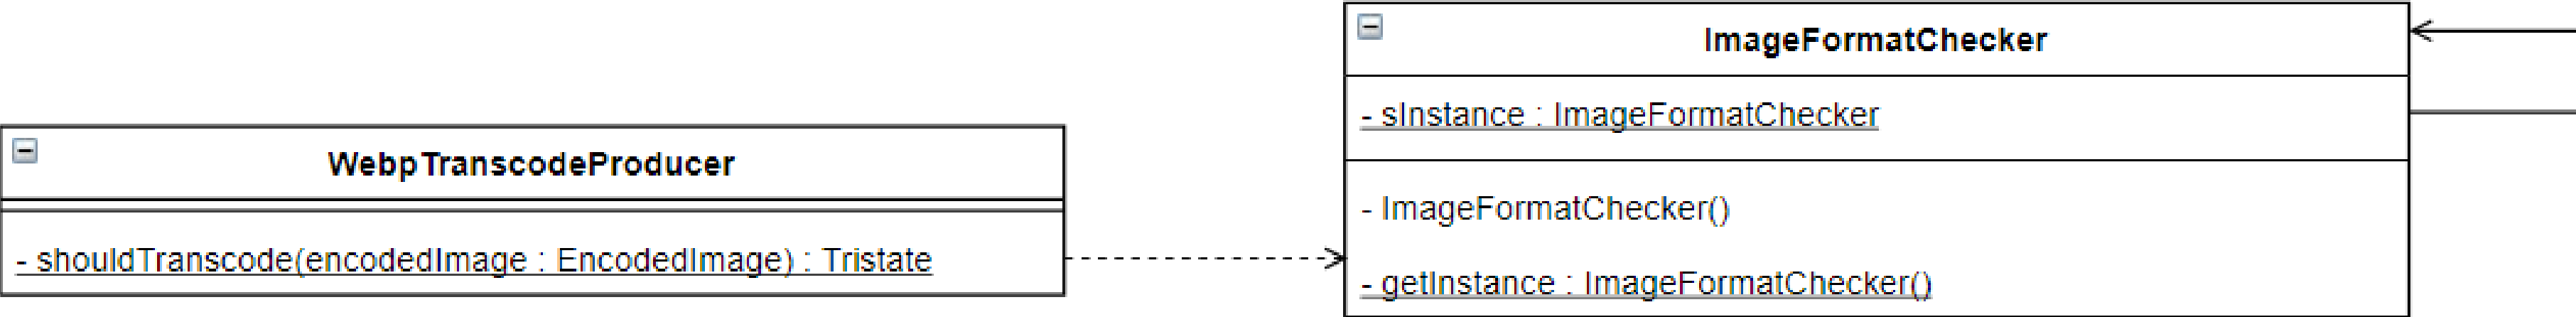 WebpTranscodeProducer
- shouldTranscode(encodedImage : EncodedImage) : Tristate
ImageFormatChecker
- sInstance : ImageFormatChecker
- ImageFormatChecker()
- getInstance : ImageFormatChecker()